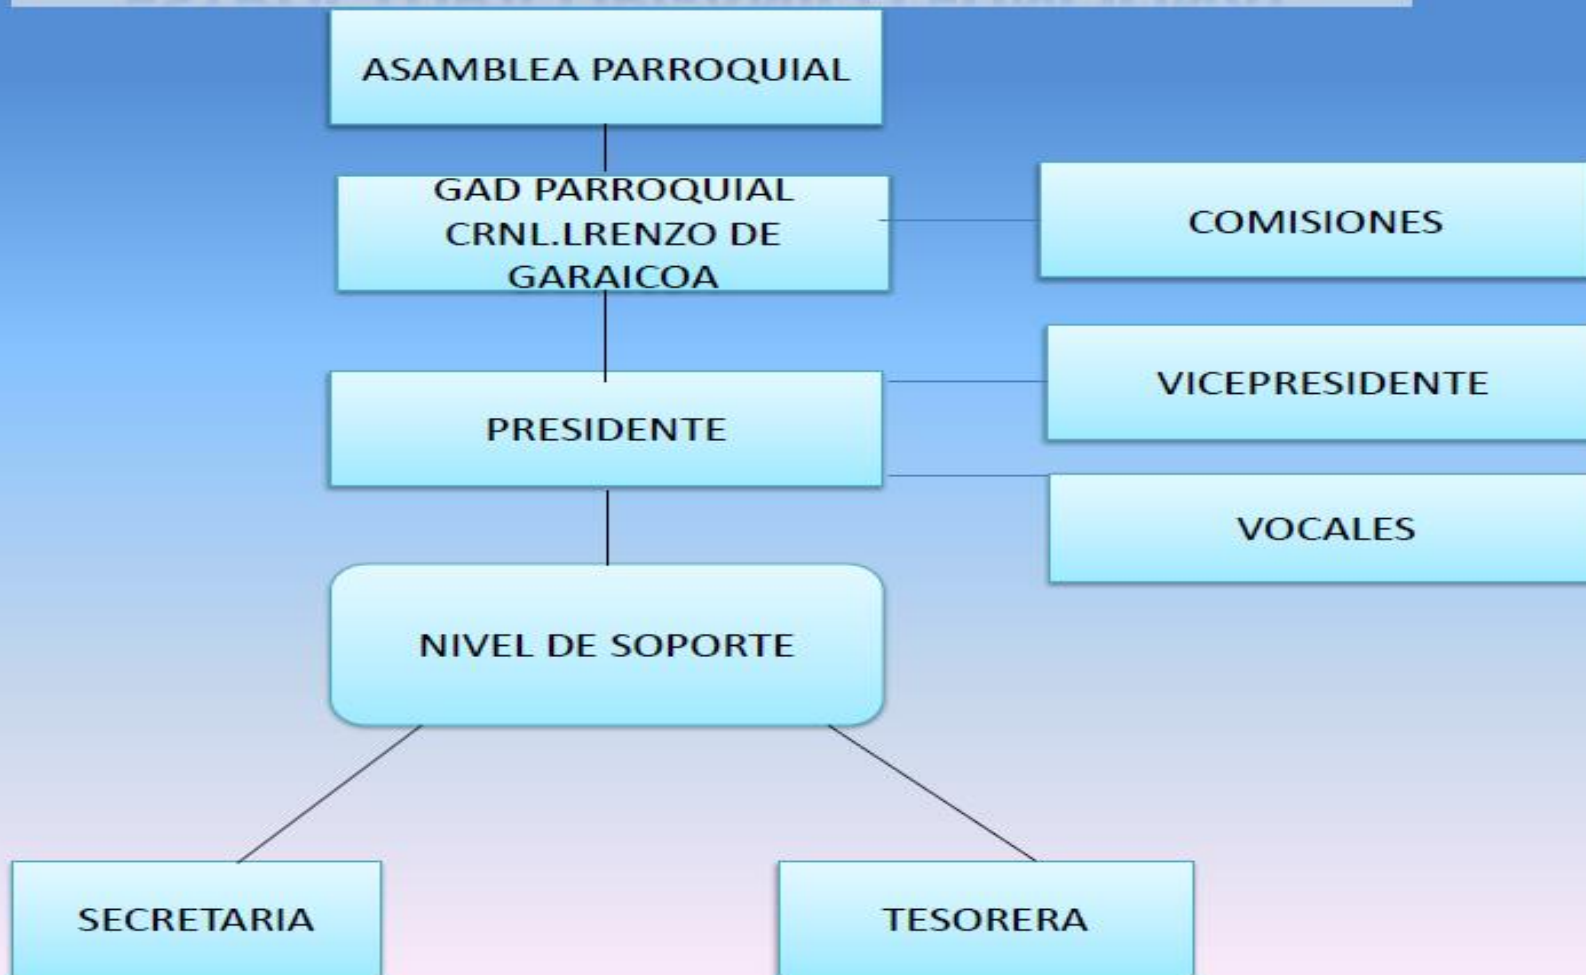 ASAMBLEA PARROQUIAL
GAD PARROQUIAL
CRNL.LRENZO DE
GARAICOA
COMISIONES
VICEPRESIDENTE
PRESIDENTE
VOCALES
NIVEL DE SOPORTE
SECRETARIA
TESORERA